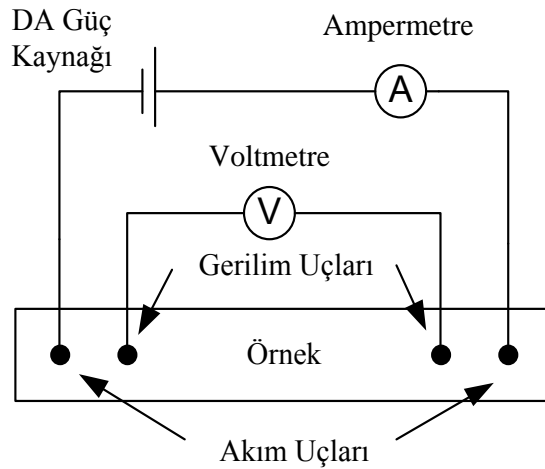 DA Güç
Kaynağı
Ampermetre
A
Voltmetre
V
Gerilim Uçları
Örnek
Akım Uçları